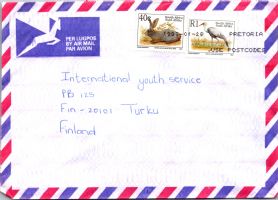 PER LUGPOS
BY AIR MAIL
PAR AVION
40c
R1
PRETORIA
USE POSTCODES
International youth service
PB 125
Fin-20101 Turku
Finland